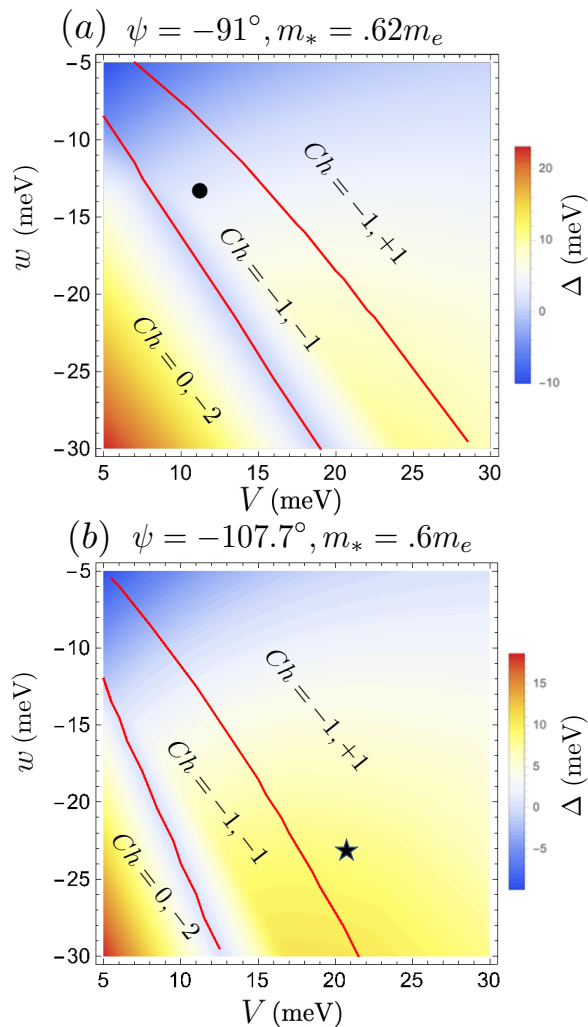 (a) ψ = −91°, m* = .62mₑ
−5
−10
−15
−20
−25
−30
w (meV)
Ch = −1, +1
Ch = −1, −1
Ch = 0, −2
5
10
15
20
25
30
V (meV)
20
10
0
−10
Δ (meV)
(b) ψ = −107.7°, m* = .6mₑ
−5
−10
−15
−20
−25
−30
w (meV)
Ch = −1, +1
Ch = −1, −1
Ch = 0, −2
5
10
15
20
25
30
V (meV)
15
10
5
0
−5
Δ (meV)